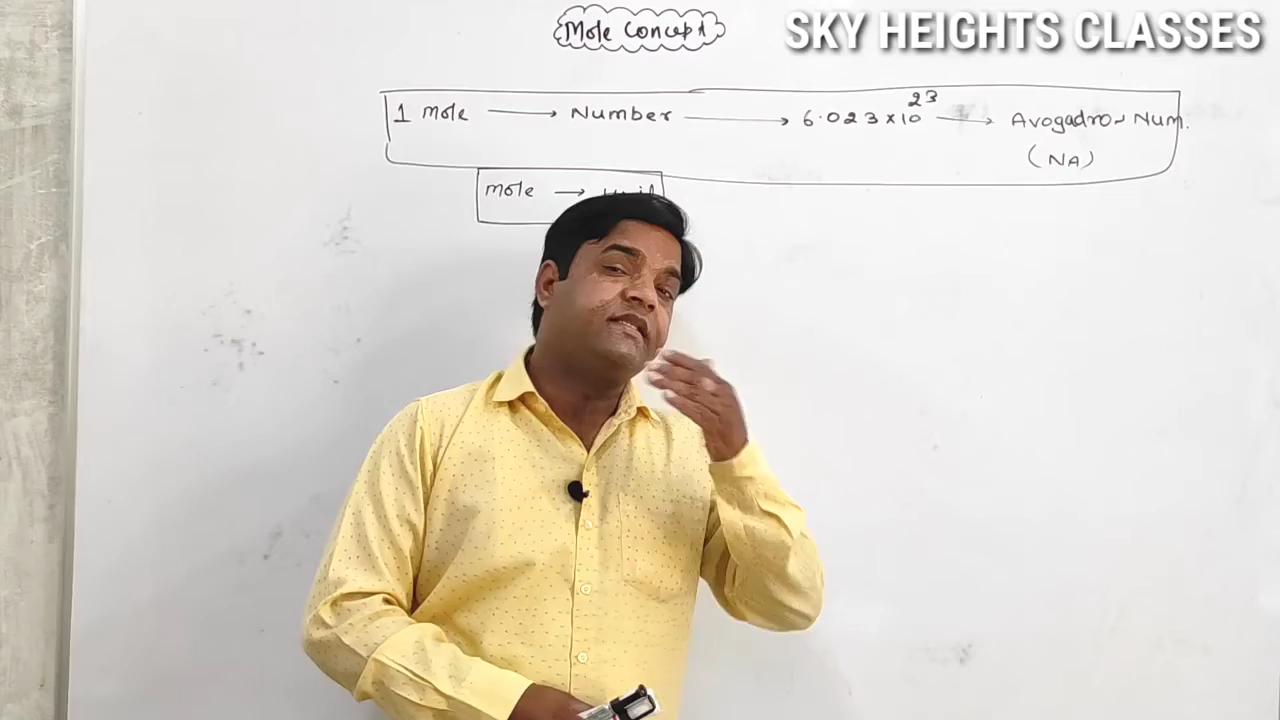 SKY HEIGHTS CLASSES
Mole Concept
1 mole → Number → 6.023 x 10²³ → Avogadro Num.
(NA)
mole →